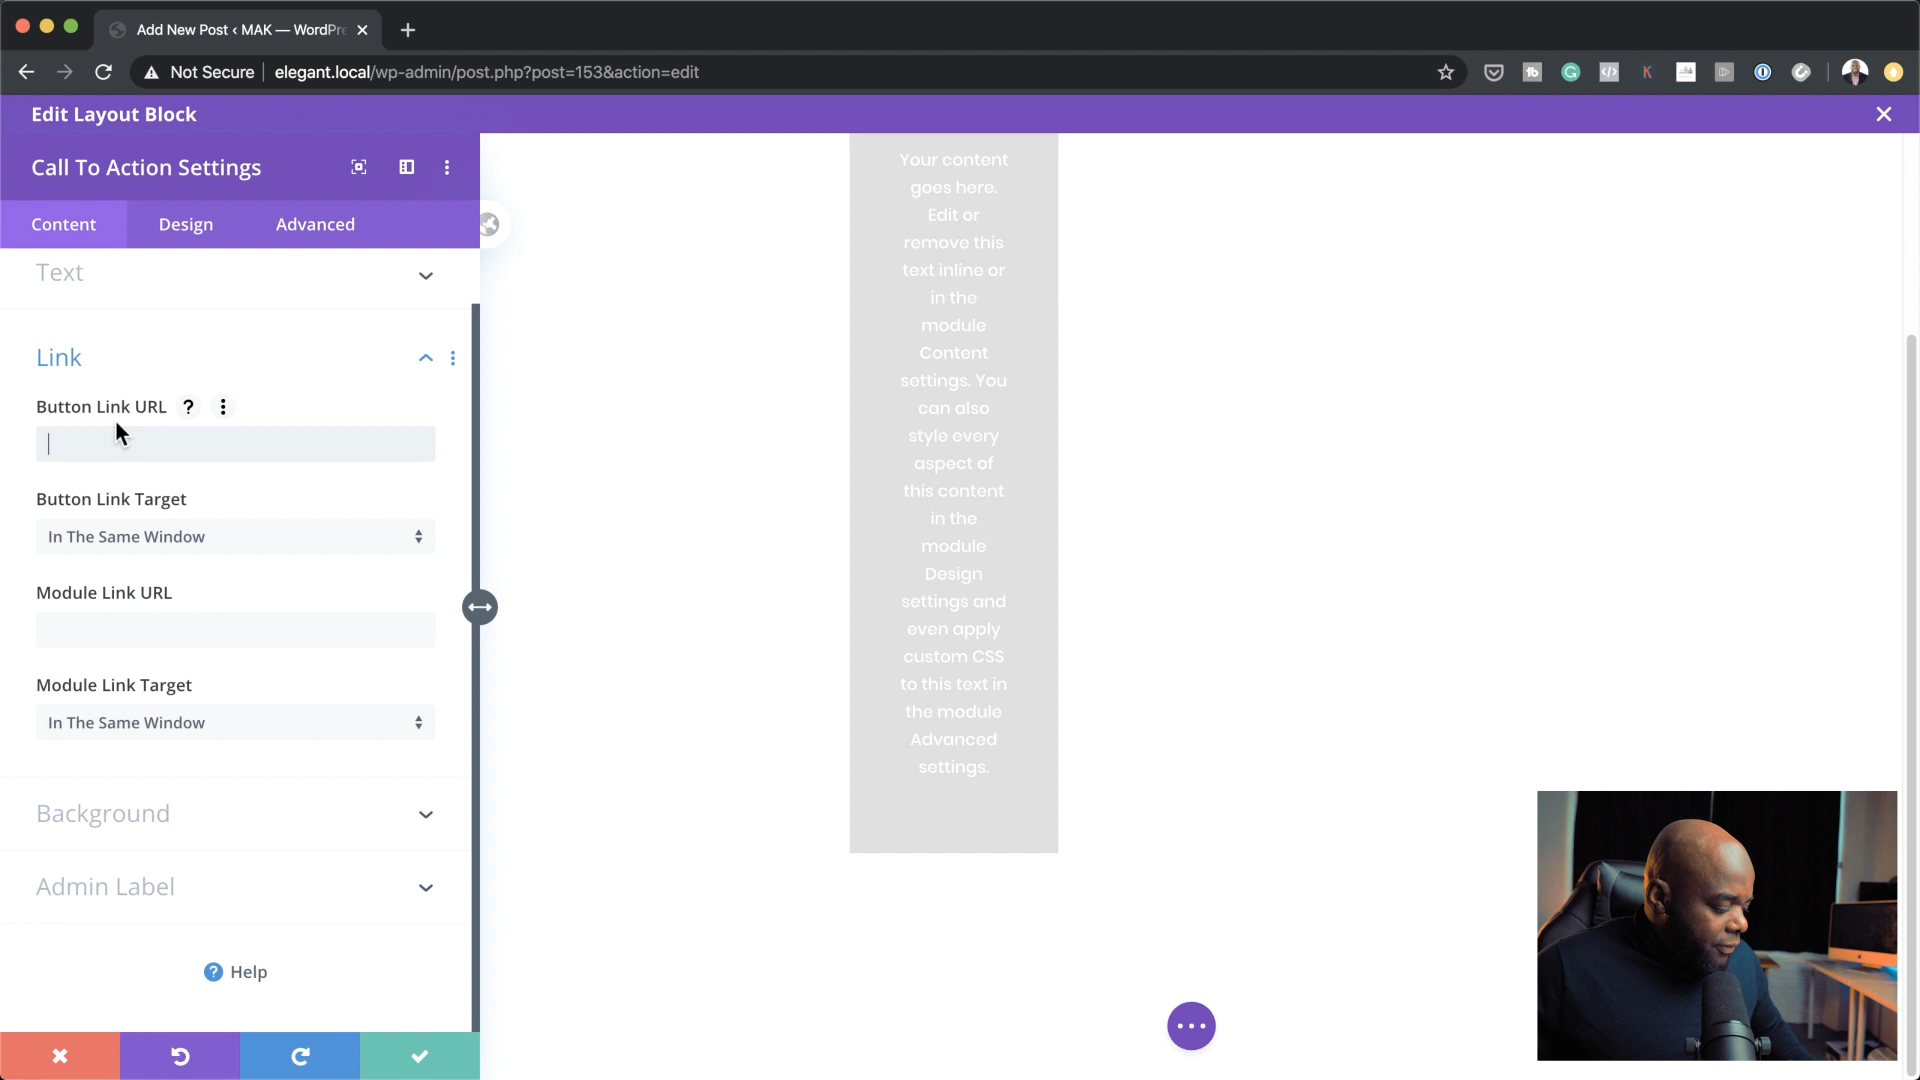 Add New Post ‹ MAK — WordPre
Not Secure
elegant.local/wp-admin/post.php?post=153&action=edit
Edit Layout Block
Call To Action Settings
Content
Design
Advanced
Text
Link
Button Link URL ?
Button Link Target
In The Same Window
Module Link URL
Module Link Target
In The Same Window
Background
Admin Label
? Help
Your content
goes here.
Edit or
remove this
text inline or
in the
module
Content
settings. You
can also
style every
aspect of
this content
in the
module
Design
settings and
even apply
custom CSS
to this text in
the module
Advanced
settings.